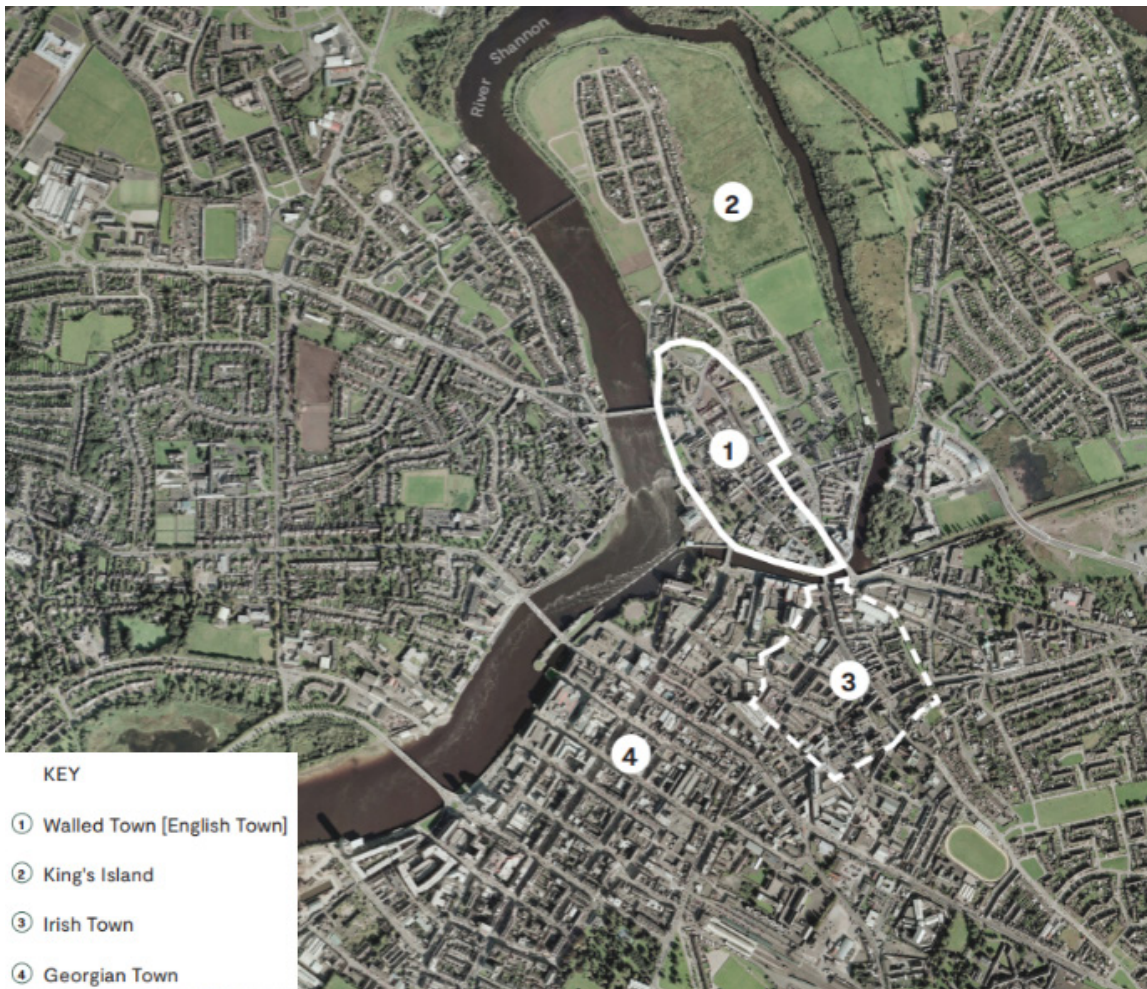 River Shannon
2
1
3
4
KEY
1 Walled Town [English Town]
2 King's Island
3 Irish Town
4 Georgian Town